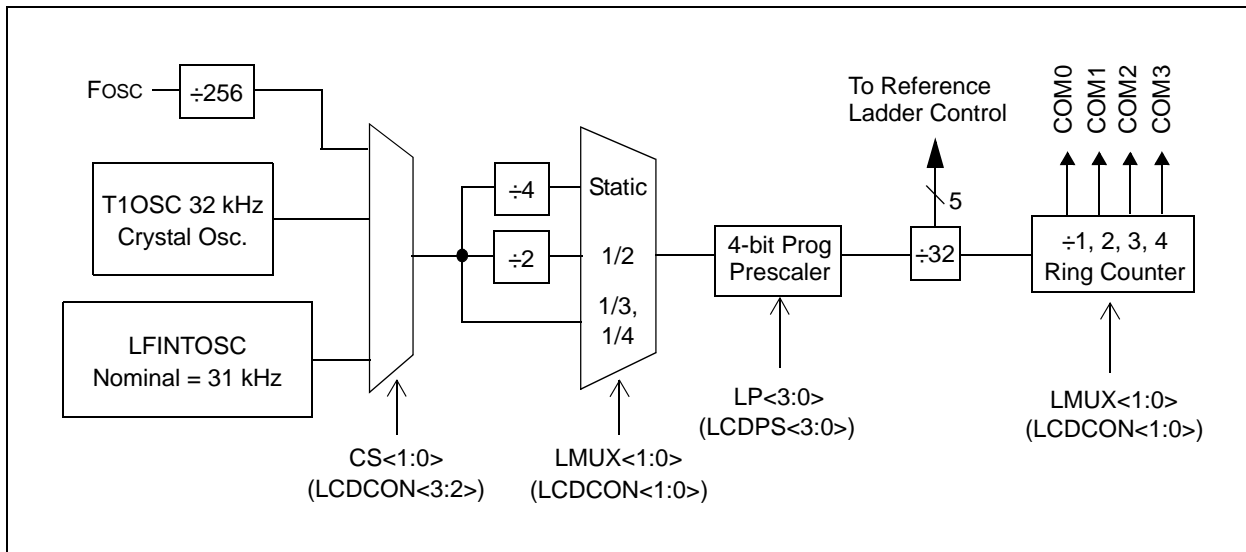 FOSC
÷256
T1OSC 32 kHz
Crystal Osc.
LFINTOSC
Nominal = 31 kHz
CS<1:0>
(LCDCON<3:2>)
÷4
÷2
Static
1/2
1/3,
1/4
LMUX<1:0>
(LCDCON<1:0>)
4-bit Prog
Prescaler
LP<3:0>
(LCDPS<3:0>)
To Reference
Ladder Control
5
÷32
COM0
COM1
COM2
COM3
÷1, 2, 3, 4
Ring Counter
LMUX<1:0>
(LCDCON<1:0>)